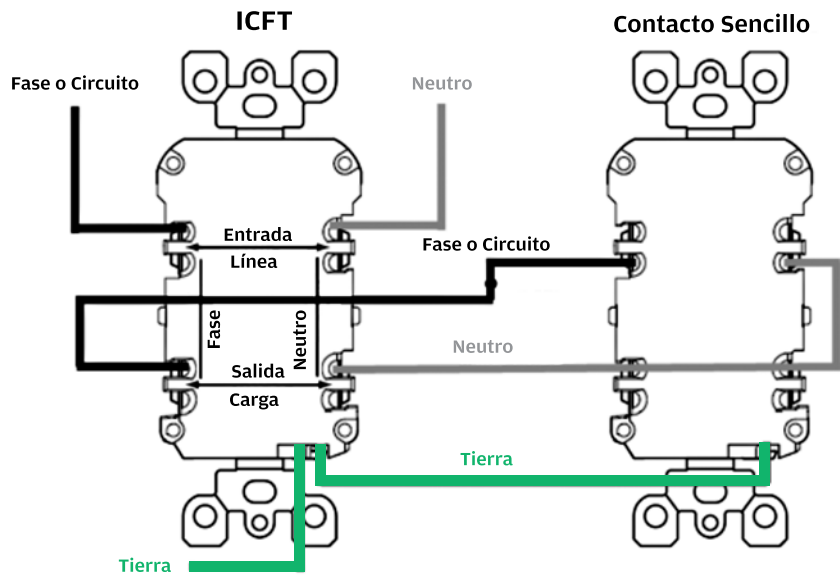 ICFT
Contacto Sencillo
Fase o Circuito
Neutro
Entrada
Línea
Fase o Circuito
Fase
Neutro
Neutro
Salida
Carga
Tierra
Tierra